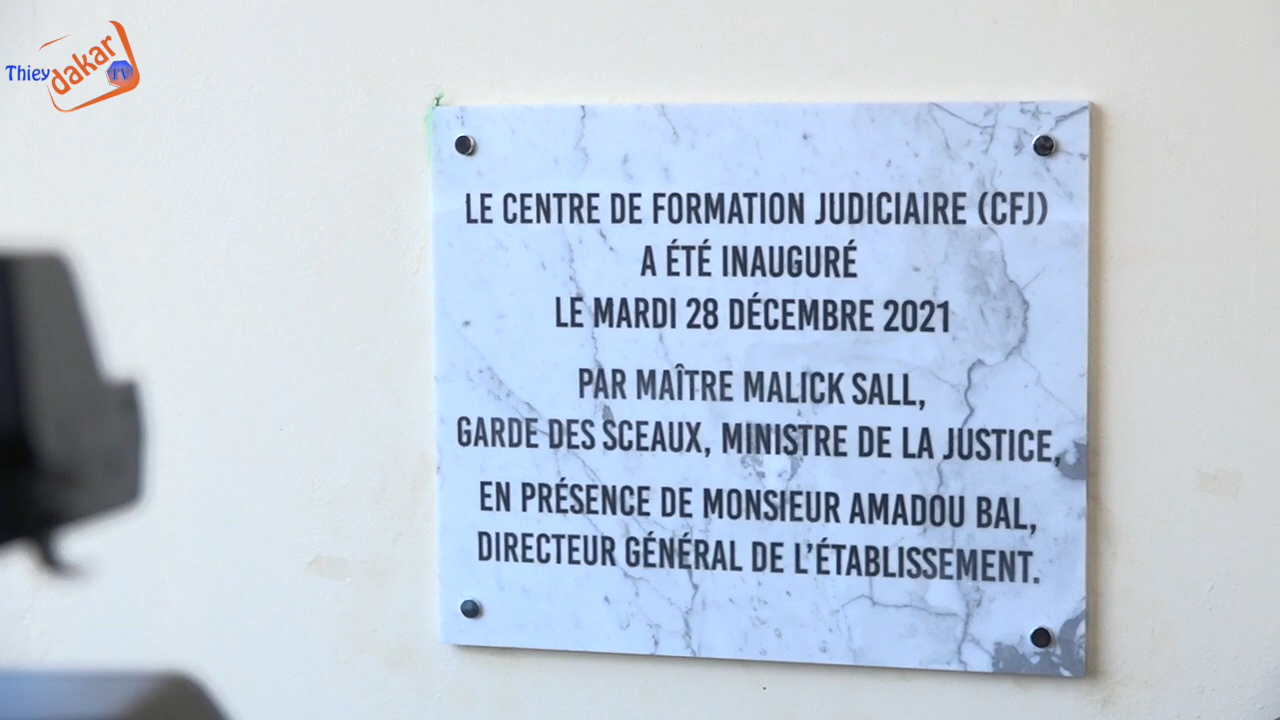 Thiey
dakar
TV
LE CENTRE DE FORMATION JUDICIAIRE (CFJ)
A ÉTÉ INAUGURÉ
LE MARDI 28 DÉCEMBRE 2021
PAR MAÎTRE MALICK SALL,
GARDE DES SCEAUX, MINISTRE DE LA JUSTICE,
EN PRÉSENCE DE MONSIEUR AMADOU BAL,
DIRECTEUR GÉNÉRAL DE L'ÉTABLISSEMENT.